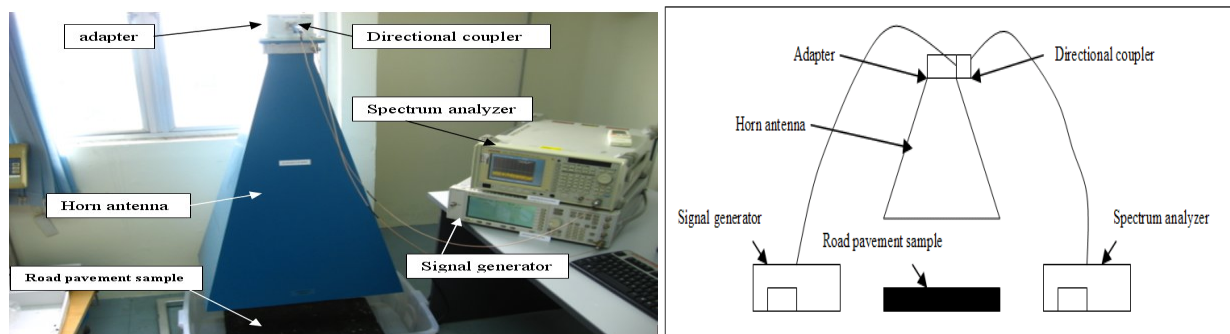 adapter
Directional coupler
Spectrum analyzer
Horn antenna
Road pavement sample
Signal generator
Adapter
Directional coupler
Horn antenna
Signal generator
Road pavement sample
Spectrum analyzer